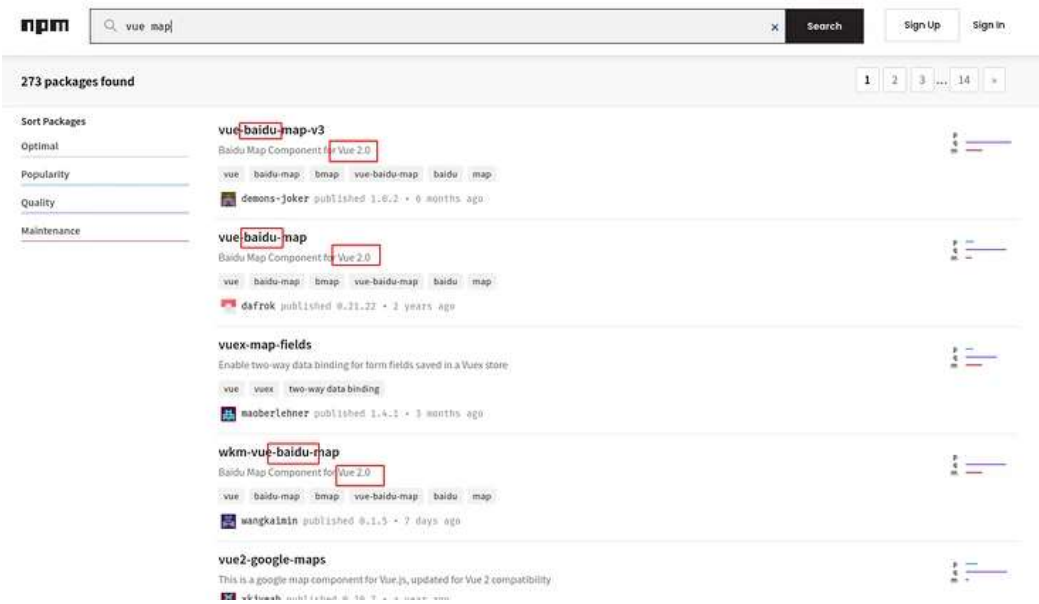 npm
vue map
×
Search
Sign Up
Sign In
273 packages found
1 2 3 ... 14 »
Sort Packages
Optimal
Popularity
Quality
Maintenance
vue-baidu-map-v3
Baidu Map Component for Vue 2.0
vue baidu-map bmap vue-baidu-map baidu map
demons-joker published 1.0.2 • 6 months ago
p
q
m
vue-baidu-map
Baidu Map Component for Vue 2.0
vue baidu-map bmap vue-baidu-map baidu map
dafrok published 0.21.22 • 2 years ago
p
q
m
vuex-map-fields
Enable two-way data binding for form fields saved in a Vuex store
vue vuex two-way data binding
maoberlehner published 1.4.1 • 3 months ago
p
q
m
wkm-vue-baidu-map
Baidu Map Component for Vue 2.0
vue baidu-map bmap vue-baidu-map baidu map
wangkaimin published 0.1.5 • 7 days ago
p
q
m
vue2-google-maps
This is a google map component for Vue.js, updated for Vue 2 compatibility
p
q
m
published a year ago